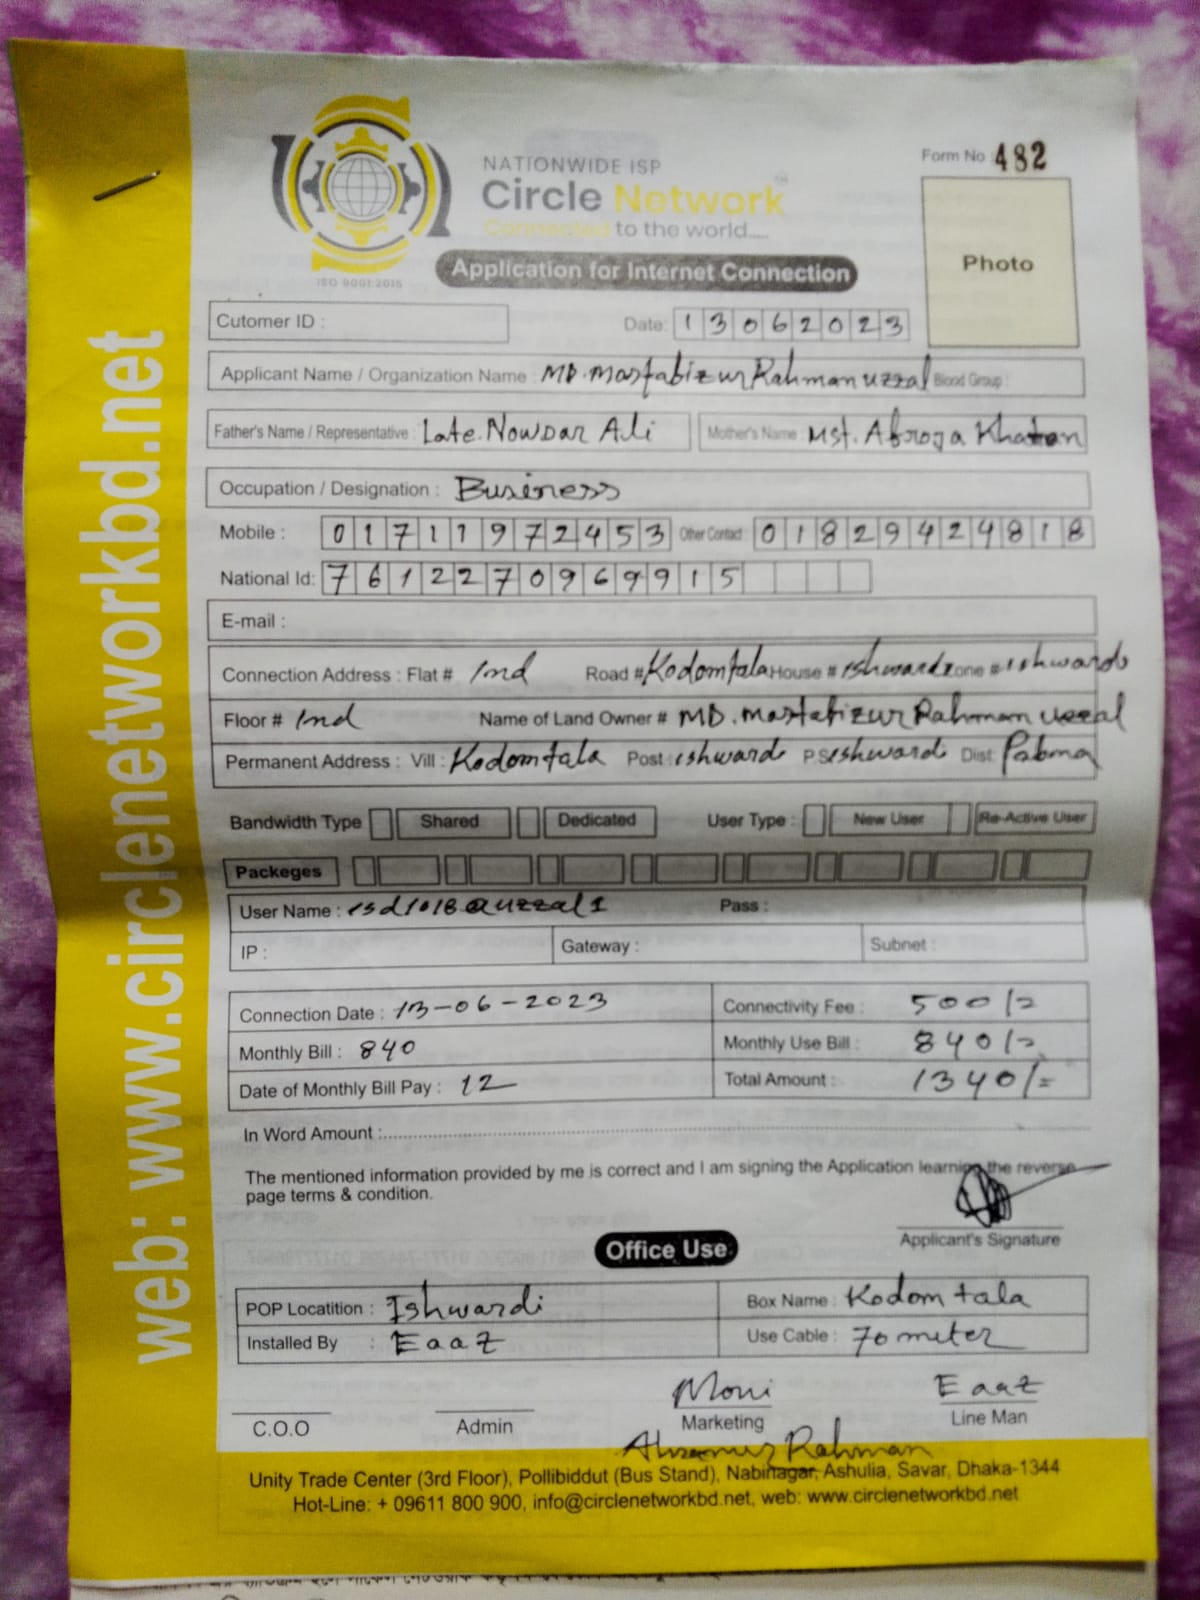 NATIONWIDE ISP
Circle Network
Connected to the world.....
ISO 9001:2015
Form No 482
Photo
Application for Internet Connection
Cutomer ID :
Date: 13062023
Applicant Name / Organization Name : MD. Mostafizur Rahman uzzal Blood Group :
Father's Name / Representative : Late. Nowsar Ali Mother's Name : Mst. Afroja Khatun
Occupation / Designation : Business
Mobile : 01711972453 Other Contact : 01829424818
National Id: 7612270969915
E-mail :
Connection Address : Flat # 2nd Road # Kodomtala House # ishwardi Zone # ishwardi
Floor # 2nd Name of Land Owner # MD. Mostafizur Rahman uzzal
Permanent Address : Vill : Kodomtala Post : ishwardi P.S ishwardi Dist: Pabna
Bandwidth Type Shared Dedicated User Type : New User Re-Active User
Packeges
User Name : isd1018@uzzal1 Pass :
IP : Gateway : Subnet :
Connection Date : 13-06-2023 Connectivity Fee : 500/=
Monthly Bill : 840 Monthly Use Bill : 840/=
Date of Monthly Bill Pay : 12 Total Amount : 1340/=
In Word Amount :
The mentioned information provided by me is correct and I am signing the Application learning the reverse
page terms & condition.
Applicant's Signature
Office Use
POP Locatition : Ishwardi Box Name : Kodomtala
Installed By : Eaaz Use Cable : 70 meter
Moni Eaaz
C.O.O Admin Marketing Line Man
Rahman
Unity Trade Center (3rd Floor), Pollibiddut (Bus Stand), Nabinagar, Ashulia, Savar, Dhaka-1344
Hot-Line: + 09611 800 900, info@circlenetworkbd.net, web: www.circlenetworkbd.net
web: www.circlenetworkbd.net